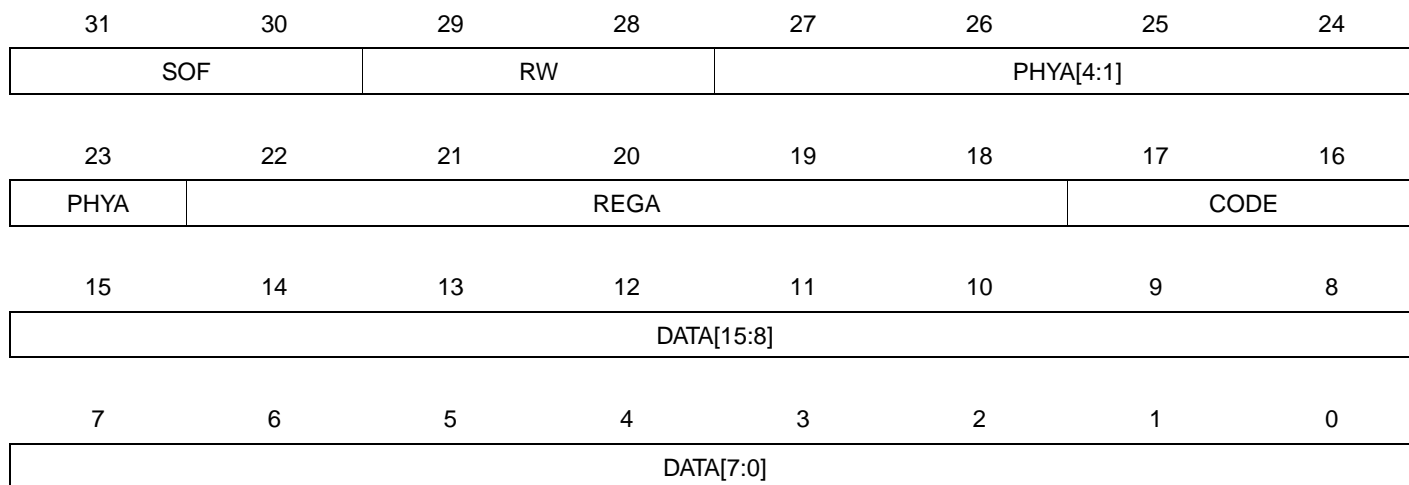 31 30 29 28 27 26 25 24
SOF RW PHYA[4:1]
23 22 21 20 19 18 17 16
PHYA REGA CODE
15 14 13 12 11 10 9 8
DATA[15:8]
7 6 5 4 3 2 1 0
DATA[7:0]